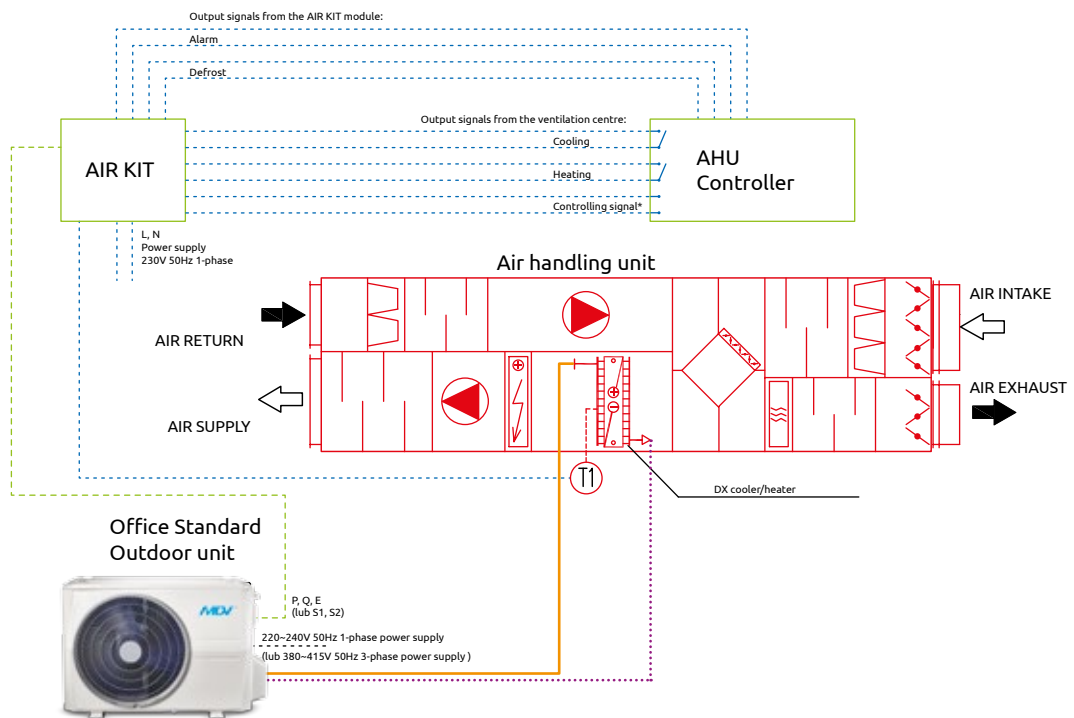 Output signals from the AIR KIT module:
Alarm
Defrost
Output signals from the ventilation centre:
Cooling
Heating
Controlling signal*
AIR KIT
AHU
Controller
L, N
Power supply
230V 50Hz 1-phase
Air handling unit
AIR INTAKE
AIR RETURN
AIR EXHAUST
AIR SUPPLY
T1
DX cooler/heater
Office Standard
Outdoor unit
MDV
P, Q, E
(lub S1, S2)
220~240V 50Hz 1-phase power supply
(lub 380~415V 50Hz 3-phase power supply )